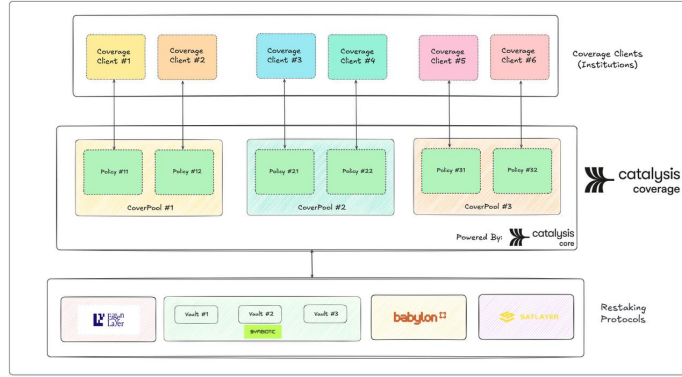 Coverage
Client #1
Coverage
Client #2
Coverage
Client #3
Coverage
Client #4
Coverage
Client #5
Coverage
Client #6
Coverage Clients
(Institutions)
Policy #11
Policy #12
CoverPool #1
Policy #21
Policy #22
CoverPool #2
Policy #31
Policy #32
CoverPool #3
catalysis
coverage
Powered By:
catalysis
core
Eigen
Layer
Vault #1
Vault #2
Vault #3
SYMBIOTIC
babylon
SATLAYER
Restaking
Protocols